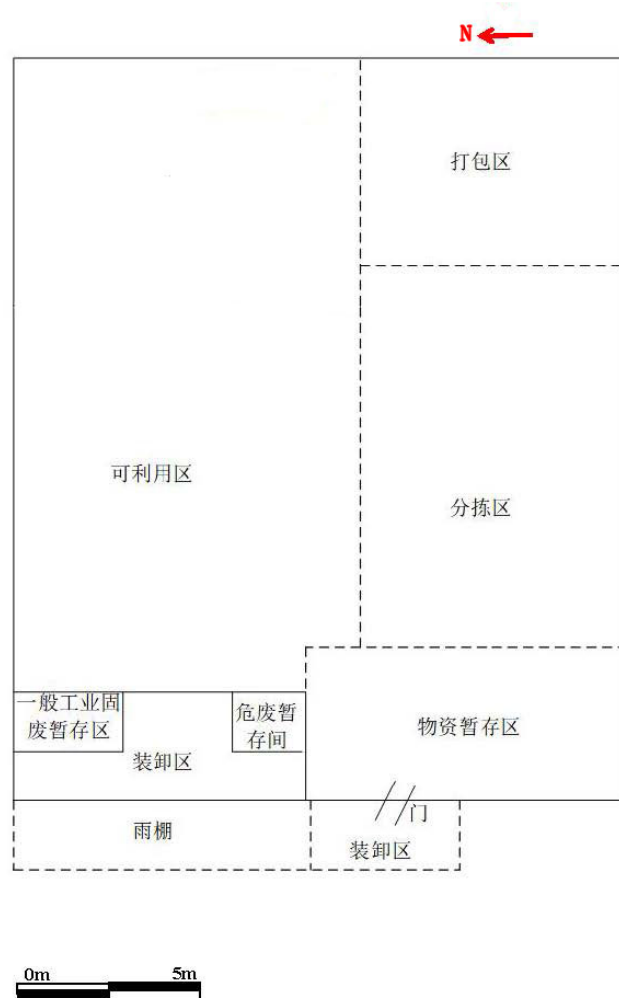 N
打包区
可利用区
分拣区
一般工业固
废暂存区
危废暂
存间
装卸区
物资暂存区
门
雨棚
装卸区
0m 5m